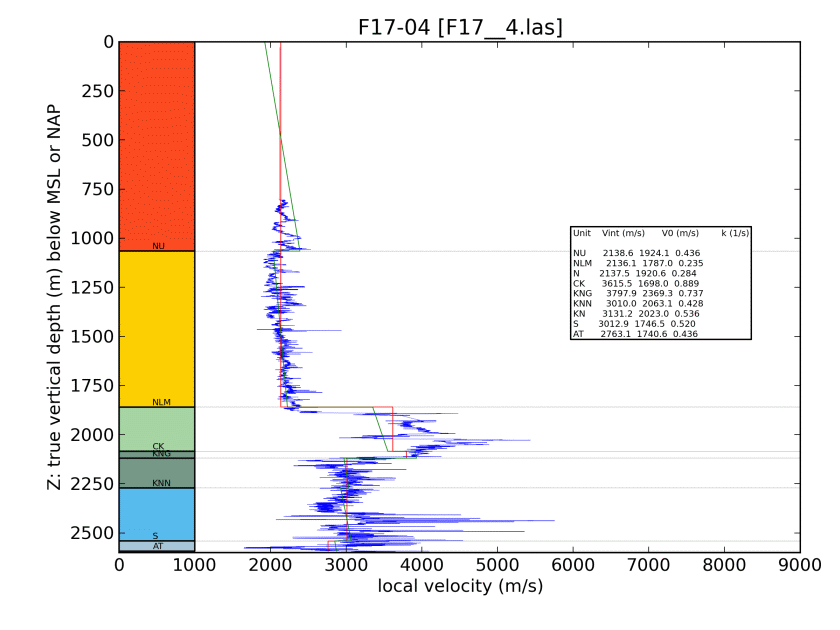 F17-04 [F17__4.las]
0
250
500
750
1000
1250
1500
1750
2000
2250
2500
Z: true vertical depth (m) below MSL or NAP
NU
NLM
CK
KNG
KNN
S
AT
Unit Vint (m/s) V0 (m/s) k (1/s)
NU 2138.6 1924.1 0.436
NLM 2136.1 1787.0 0.235
N 2137.5 1920.6 0.284
CK 3615.5 1698.0 0.889
KNG 3797.9 2369.3 0.737
KNN 3010.0 2063.1 0.428
KN 3131.2 2023.0 0.536
S 3012.9 1746.5 0.520
AT 2763.1 1740.6 0.436
0 1000 2000 3000 4000 5000 6000 7000 8000 9000
local velocity (m/s)